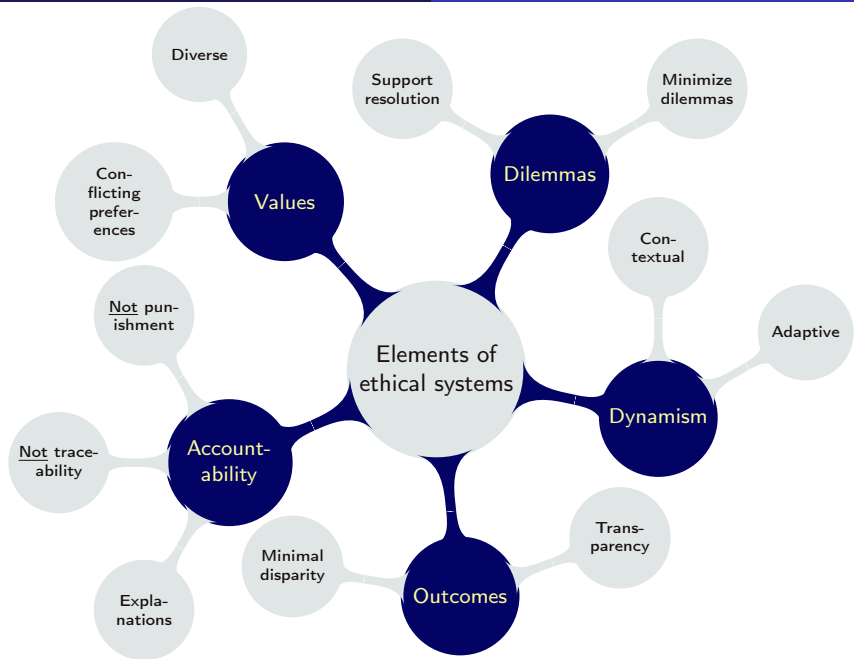 Diverse
Support
resolution
Minimize
dilemmas
Con-
flicting
prefer-
ences
Values
Dilemmas
Con-
textual
Not pun-
ishment
Adaptive
Elements of
ethical systems
Dynamism
Not trace-
ability
Account-
ability
Trans-
parency
Minimal
disparity
Expla-
nations
Outcomes